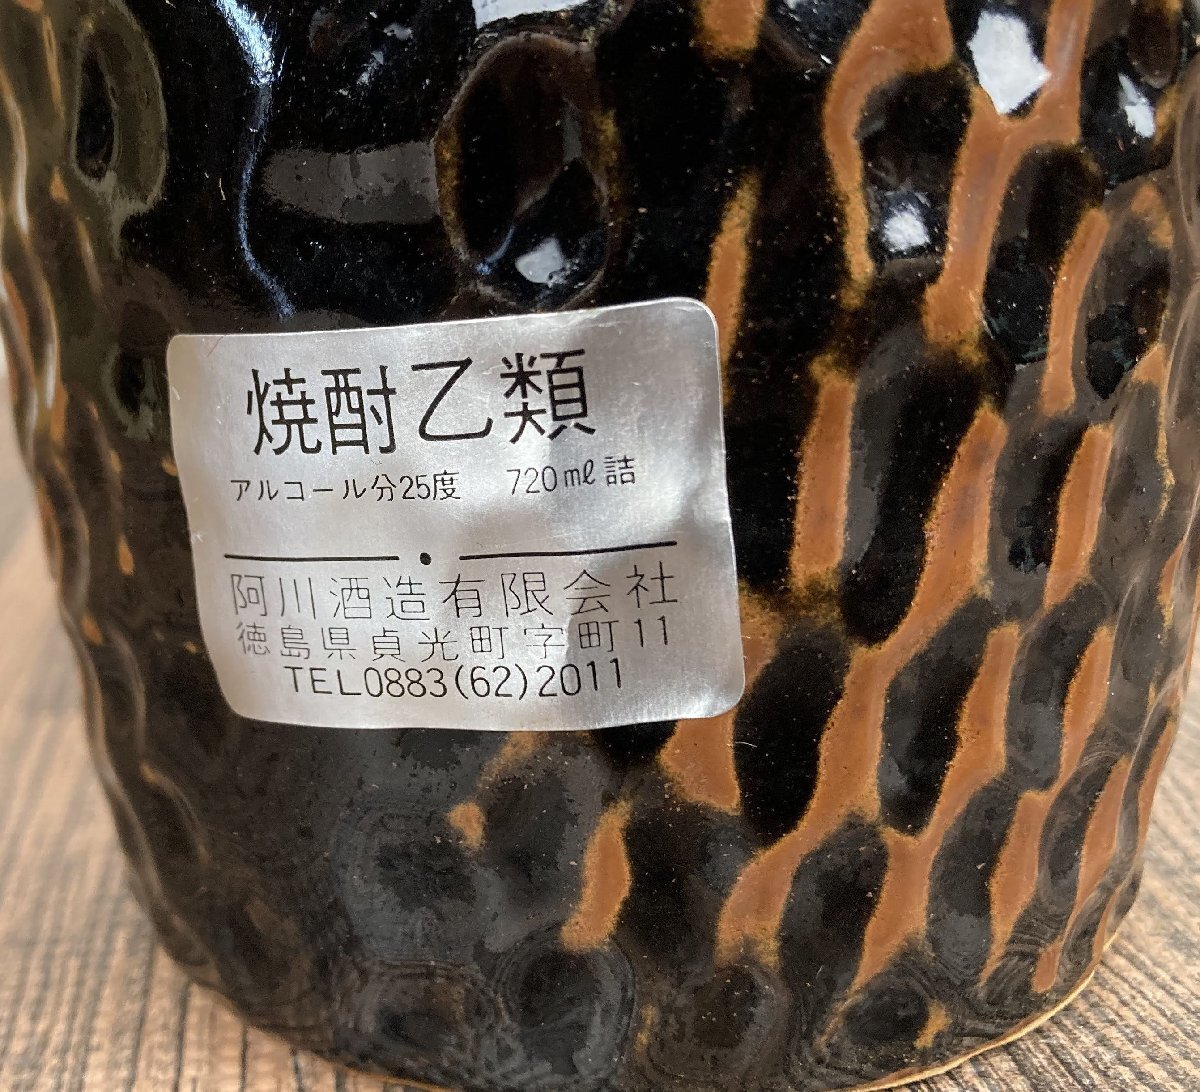 焼酎乙類
アルコール分25度 720ml詰
阿川酒造有限会社
徳島県貞光町字町11
TEL0883(62)2011